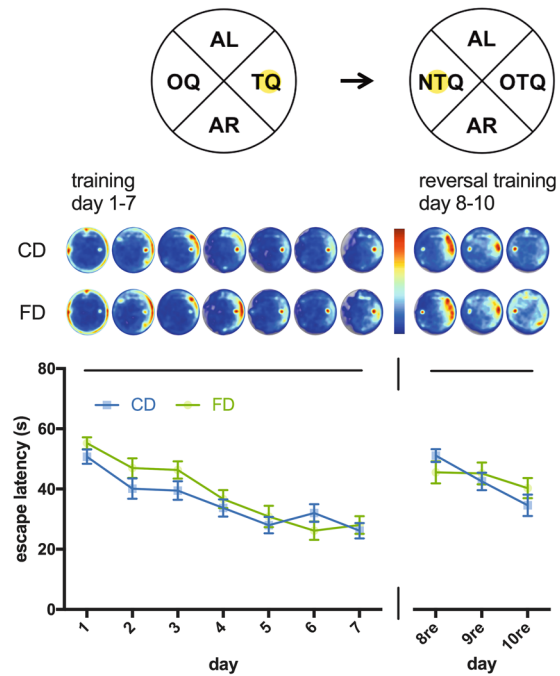 AL AL
OQ TQ NTQ OTQ
AR AR
training reversal training
day 1-7 day 8-10
CD
FD
80
CD FD
60
40
20
0
escape latency (s)
1 2 3 4 5 6 7 8re 9re 10re
day day